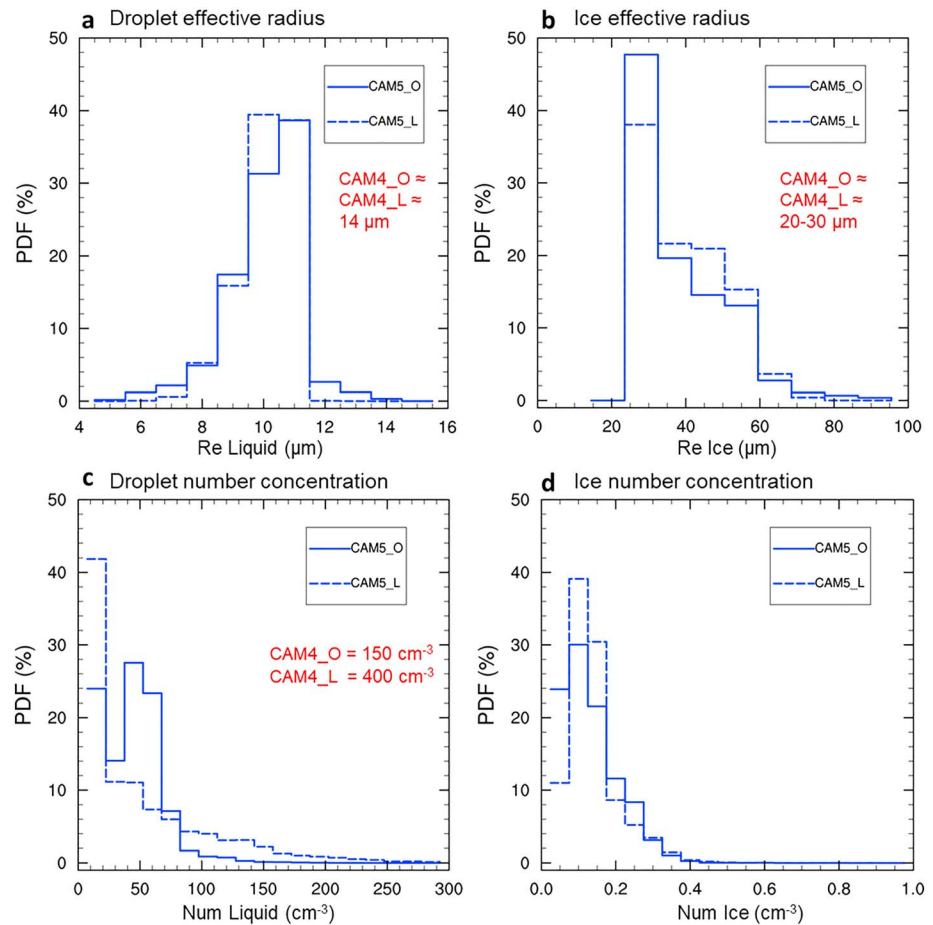 a Droplet effective radius
50
40
30
20
10
0
PDF (%)
CAM5_O
CAM5_L
CAM4_O ≈
CAM4_L ≈
14 µm
4 6 8 10 12 14 16
Re Liquid (µm)
b Ice effective radius
50
40
30
20
10
0
PDF (%)
CAM5_O
CAM5_L
CAM4_O ≈
CAM4_L ≈
20-30 µm
0 20 40 60 80 100
Re Ice (µm)
c Droplet number concentration
50
40
30
20
10
0
PDF (%)
CAM5_O
CAM5_L
CAM4_O = 150 cm⁻³
CAM4_L = 400 cm⁻³
0 50 100 150 200 250 300
Num Liquid (cm⁻³)
d Ice number concentration
50
40
30
20
10
0
PDF (%)
CAM5_O
CAM5_L
0.0 0.2 0.4 0.6 0.8 1.0
Num Ice (cm⁻³)